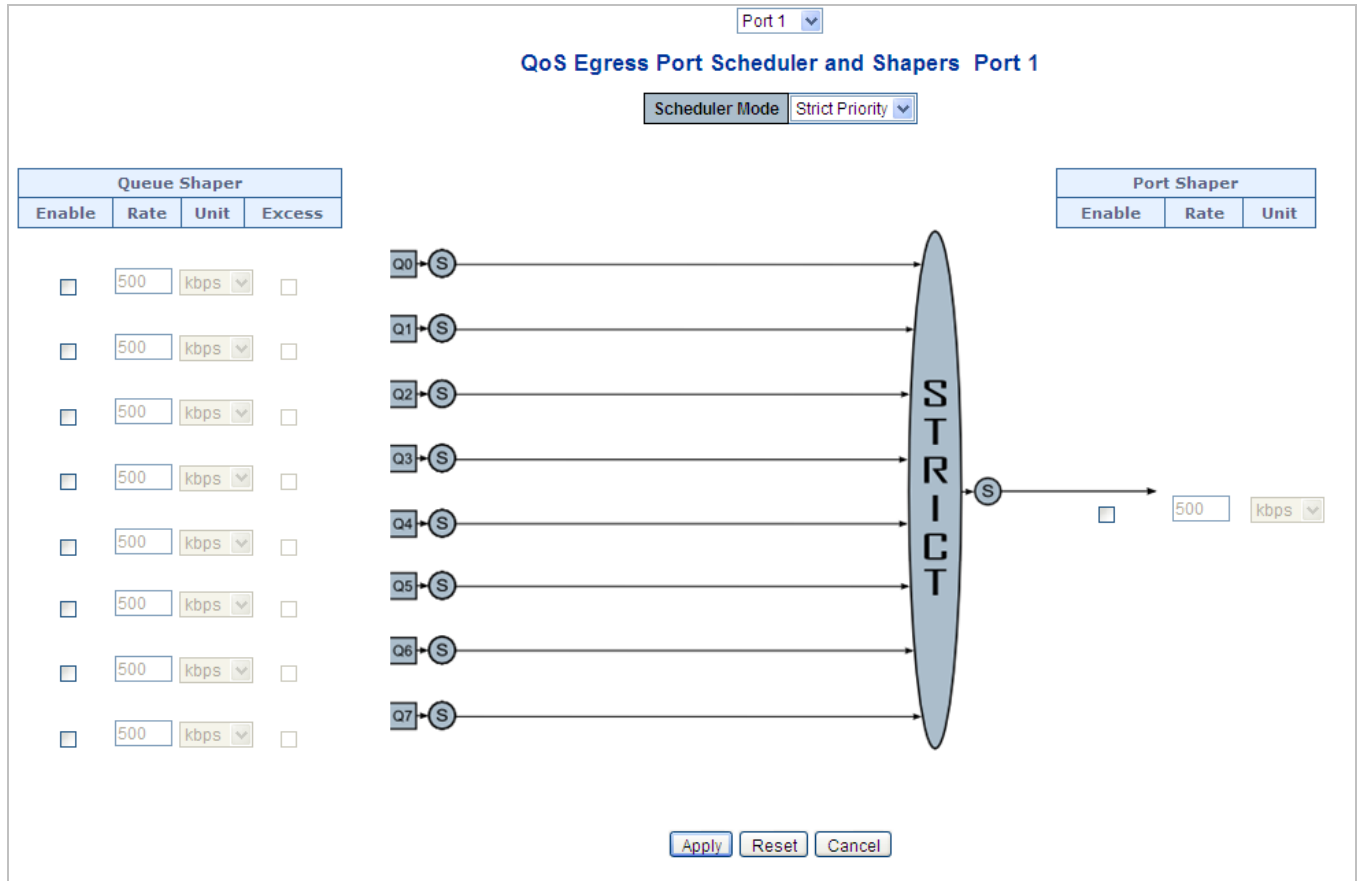 Port 1
QoS Egress Port Scheduler and Shapers Port 1
Scheduler Mode Strict Priority
Queue Shaper
Enable Rate Unit Excess
Port Shaper
Enable Rate Unit
500 kbps
Q0 S
500 kbps
Q1 S
500 kbps
Q2 S
500 kbps
Q3 S
500 kbps
Q4 S
500 kbps
Q5 S
500 kbps
Q6 S
500 kbps
Q7 S
STRICT
S
500 kbps
Apply Reset Cancel